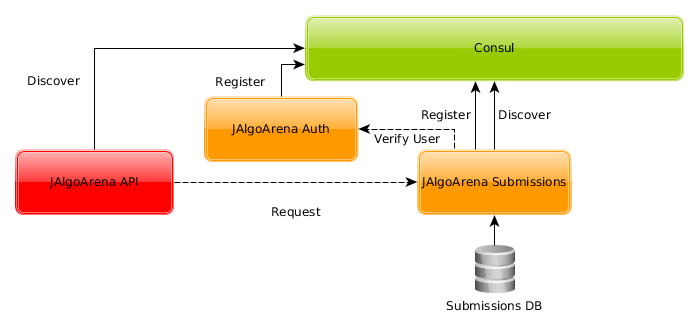 Consul
Discover
Register
JAlgoArena Auth
Register
Discover
Verify User
JAlgoArena API
JAlgoArena Submissions
Request
Submissions DB